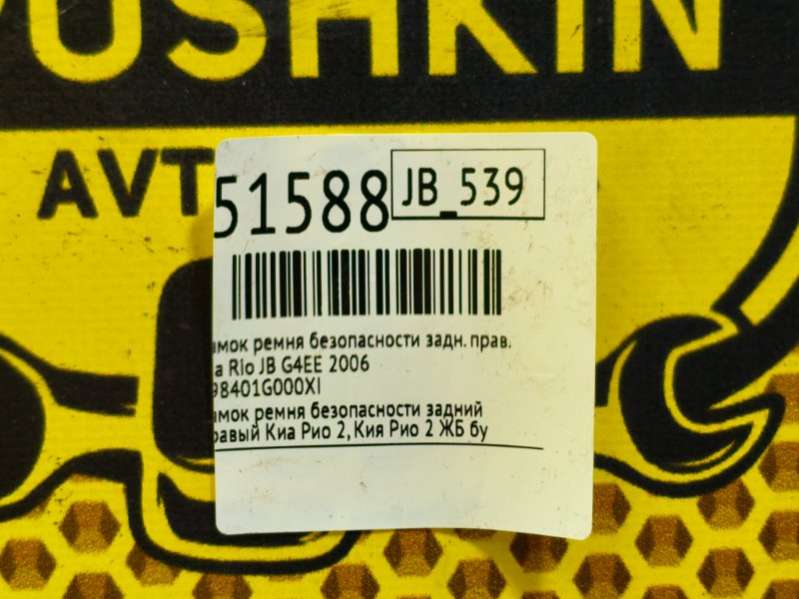 PUSHKIN
AVT
51588
JB_539
амок ремня безопасности задн. прав.
а Rio JB G4EE 2006
98401G000XI
амок ремня безопасности задний
равый Киа Рио 2, Кия Рио 2 ЖБ бу